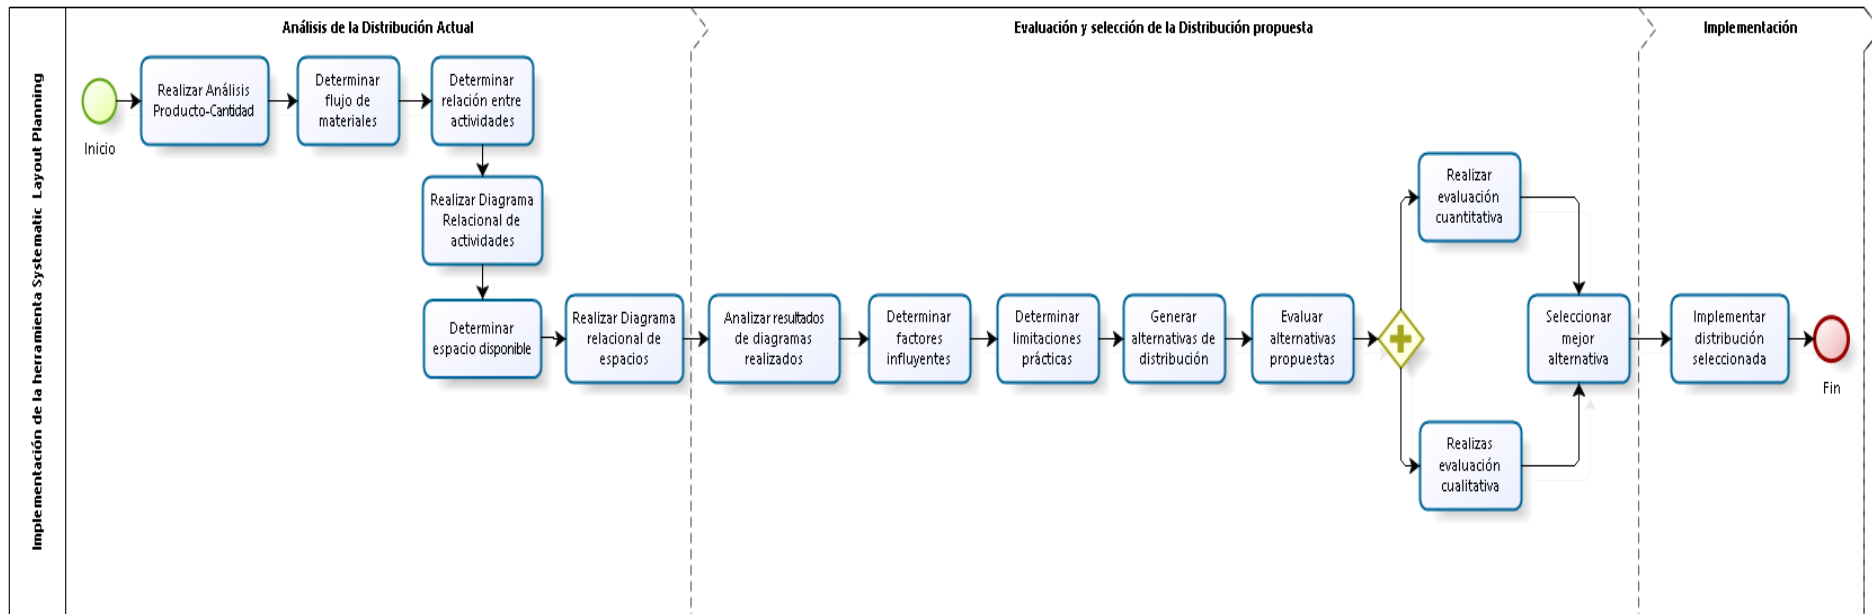 Implementación de la herramienta Systematic Layout Planning
Análisis de la Distribución Actual
Evaluación y selección de la Distribución propuesta
Implementación
Inicio
Realizar Análisis
Producto-Cantidad
Determinar
flujo de
materiales
Determinar
relación entre
actividades
Realizar Diagrama
Relacional de
actividades
Determinar
espacio disponible
Realizar Diagrama
relacional de
espacios
Analizar resultados
de diagramas
realizados
Determinar
factores
influyentes
Determinar
limitaciones
prácticas
Generar
alternativas de
distribución
Evaluar
alternativas
propuestas
Realizar
evaluación
cuantitativa
Realizas
evaluación
cualitativa
Seleccionar
mejor
alternativa
Implementar
distribución
seleccionada
Fin